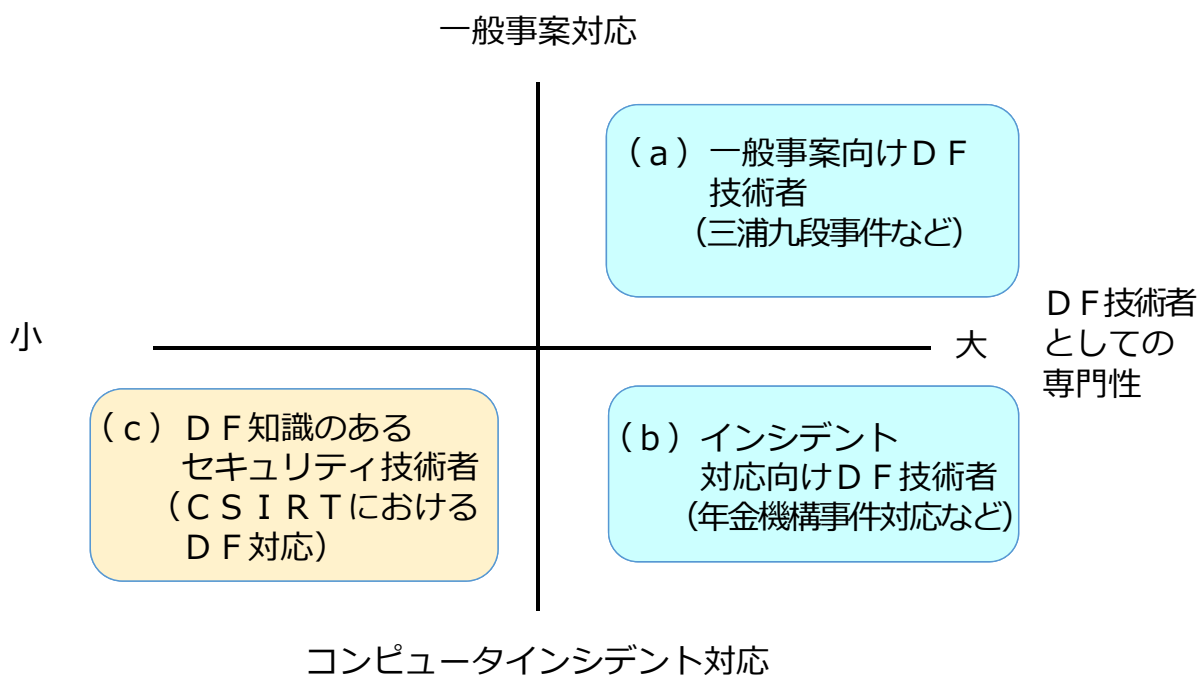 一般事案対応
（ａ）一般事案向けＤＦ
技術者
（三浦九段事件など）
小
大
ＤＦ技術者
としての
専門性
（ｃ）ＤＦ知識のある
セキュリティ技術者
（ＣＳＩＲＴにおける
ＤＦ対応）
（ｂ）インシデント
対応向けＤＦ技術者
（年金機構事件対応など）
コンピュータインシデント対応